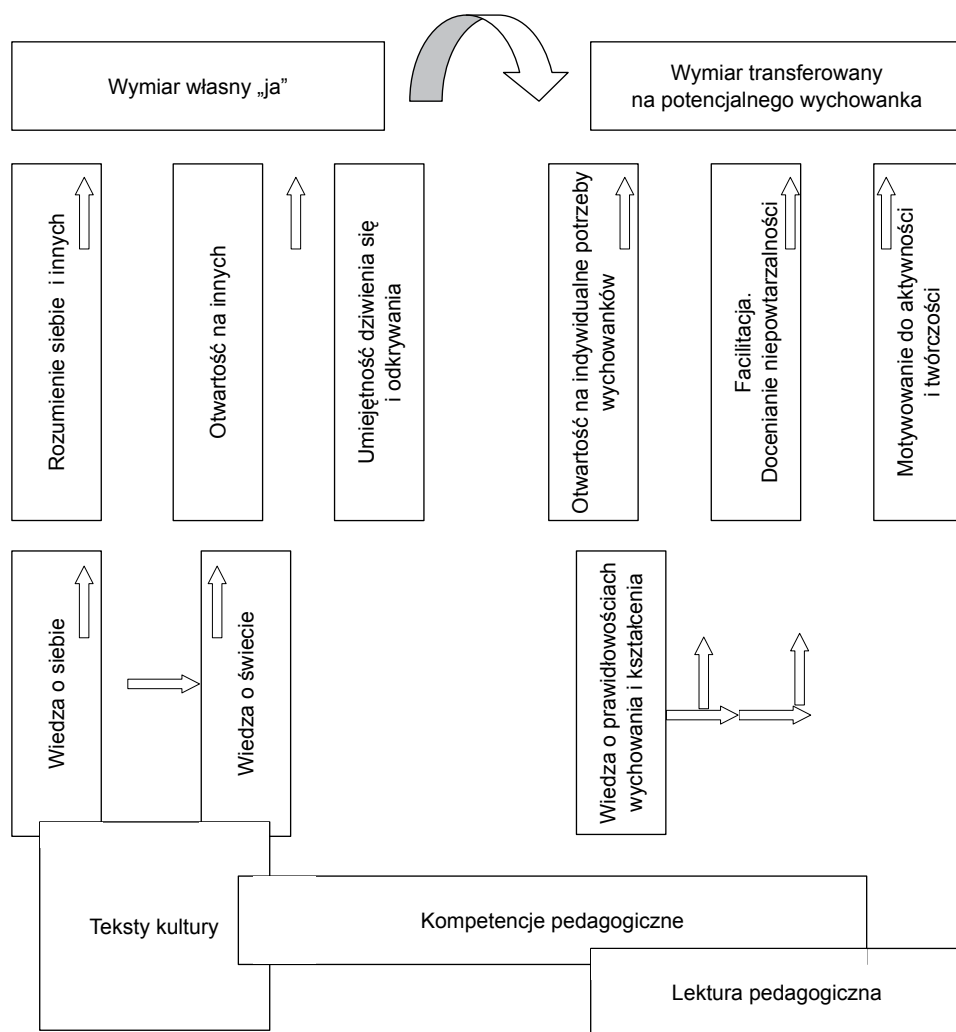 Wymiar własny „ja”
Wymiar transferowany
na potencjalnego wychowanka
Rozumienie siebie i innych
Otwartość na innych
Umiejętność dziwienia się
i odkrywania
Otwartość na indywidualne potrzeby
wychowanków
Facilitacja.
Docenianie niepowtarzalności
Motywowanie do aktywności
i twórczości
Wiedza o siebie
Wiedza o świecie
Wiedza o prawidłowościach
wychowania i kształcenia
Teksty kultury
Kompetencje pedagogiczne
Lektura pedagogiczna